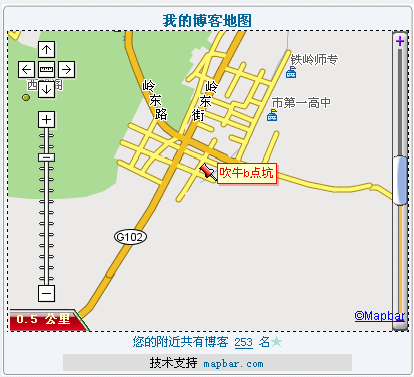 我的博客地图
铁岭师专
市第一高中
岭东路
岭东街
吹牛b点坑
G102
0.5 公里
©Mapbar
您的附近共有博客 253 名
技术支持 mapbar.com